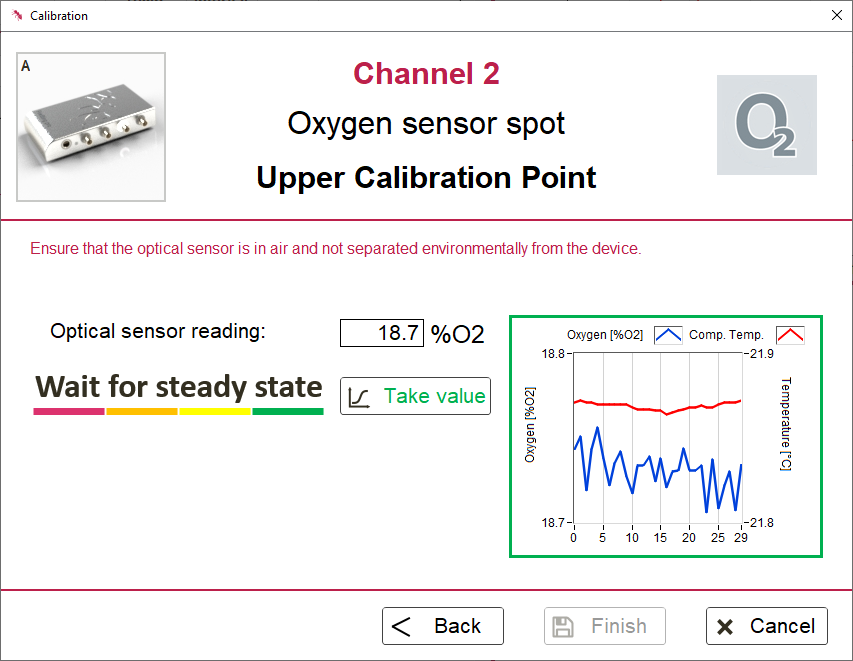 Calibration
A
Channel 2
Oxygen sensor spot
Upper Calibration Point
O2
Ensure that the optical sensor is in air and not separated environmentally from the device.
Optical sensor reading:
18.7 %O2
Wait for steady state
Take value
Oxygen [%O2] Comp. Temp.
18.8 21.9
Oxygen [%O2]
Temperature [°C]
18.7 21.8
0 5 10 15 20 25 29
< Back
Finish
Cancel